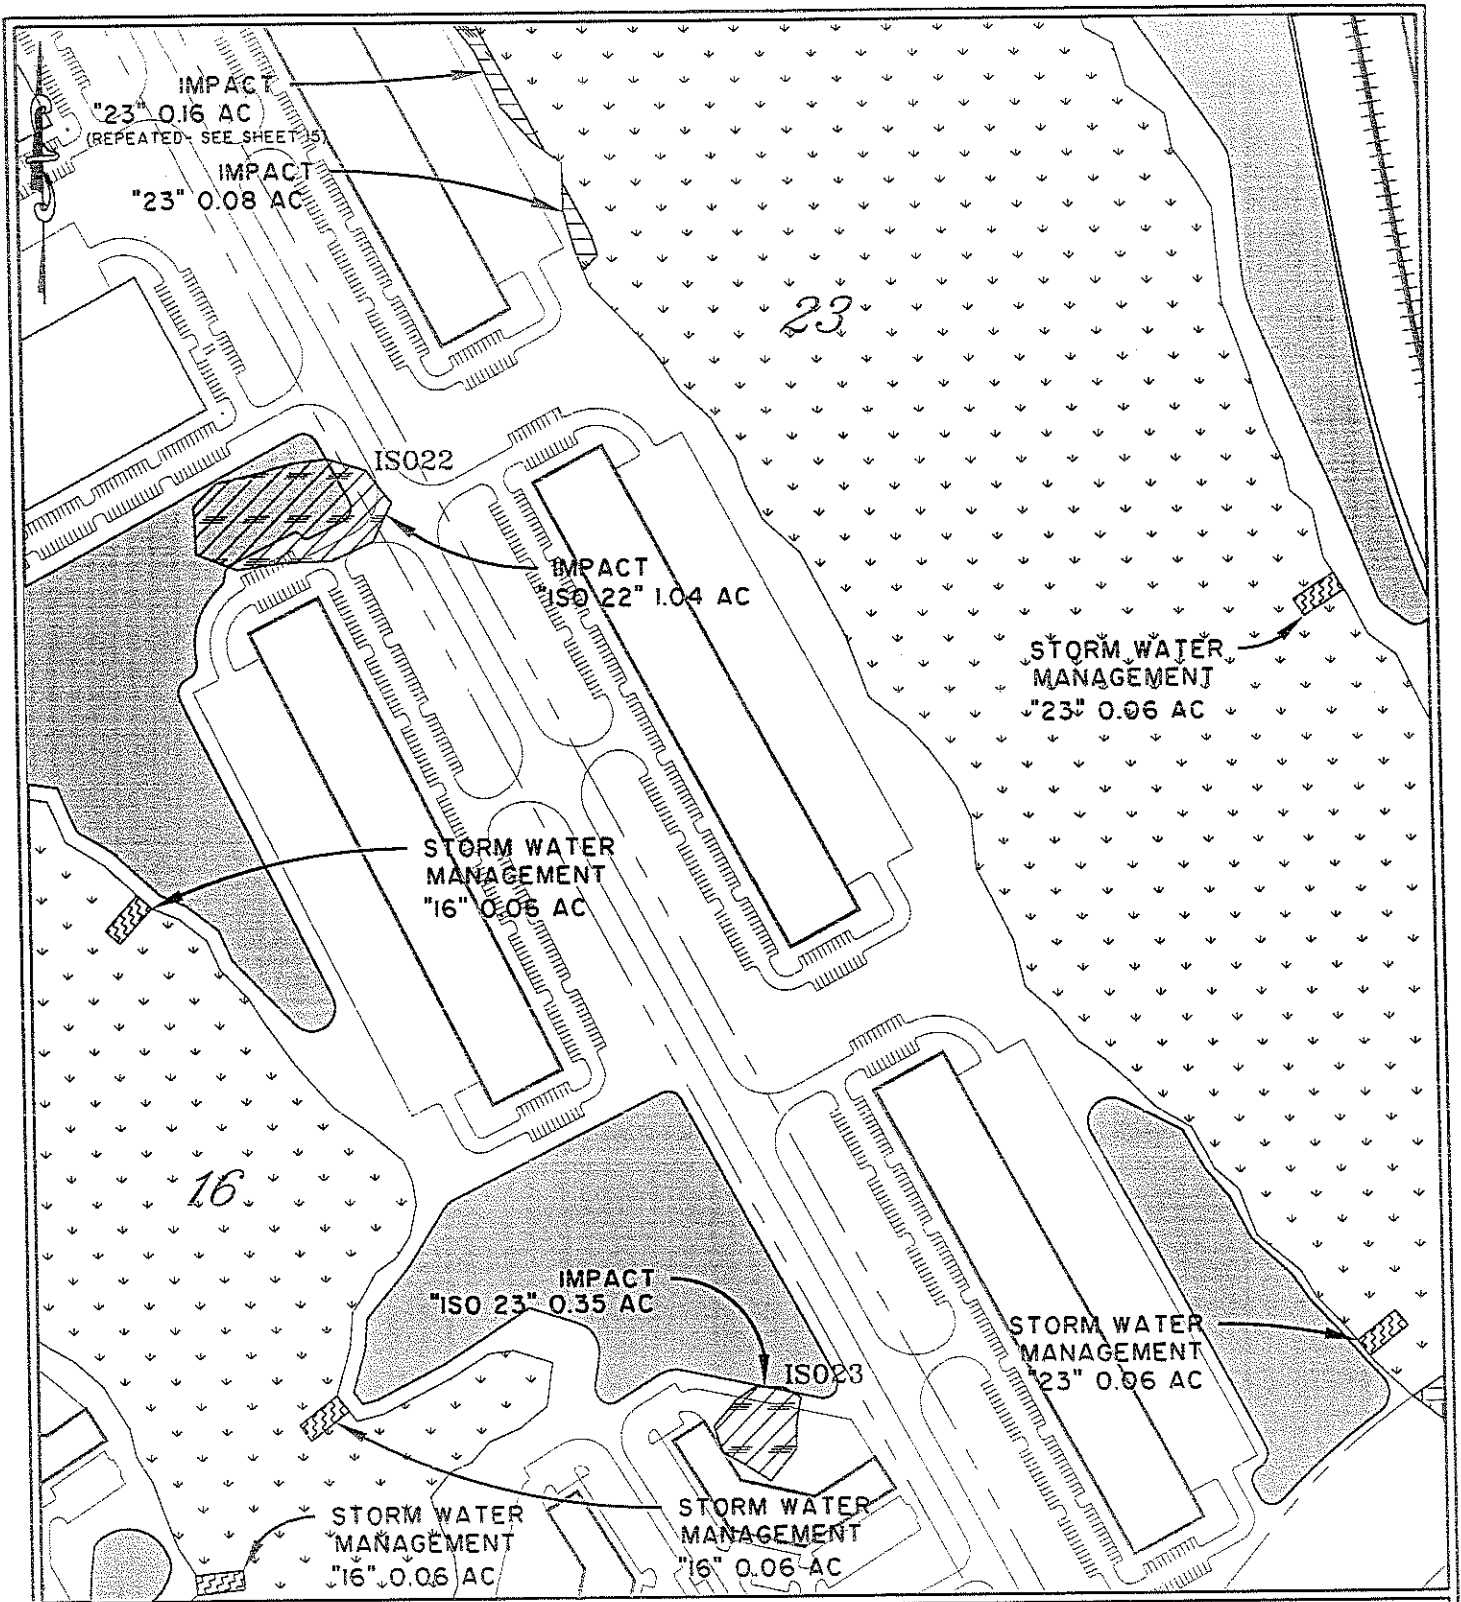 IMPACT
"23" 0.16 AC
(REPEATED- SEE SHEET 15)
IMPACT
"23" 0.08 AC
23
ISO22
IMPACT
"ISO 22" 1.04 AC
STORM WATER
MANAGEMENT
"23" 0.06 AC
STORM WATER
MANAGEMENT
"16" 0.06 AC
16
IMPACT
"ISO 23" 0.35 AC
ISO23
STORM WATER
MANAGEMENT
"23" 0.06 AC
STORM WATER
MANAGEMENT
"16" 0.06 AC
STORM WATER
MANAGEMENT
"16" 0.06 AC